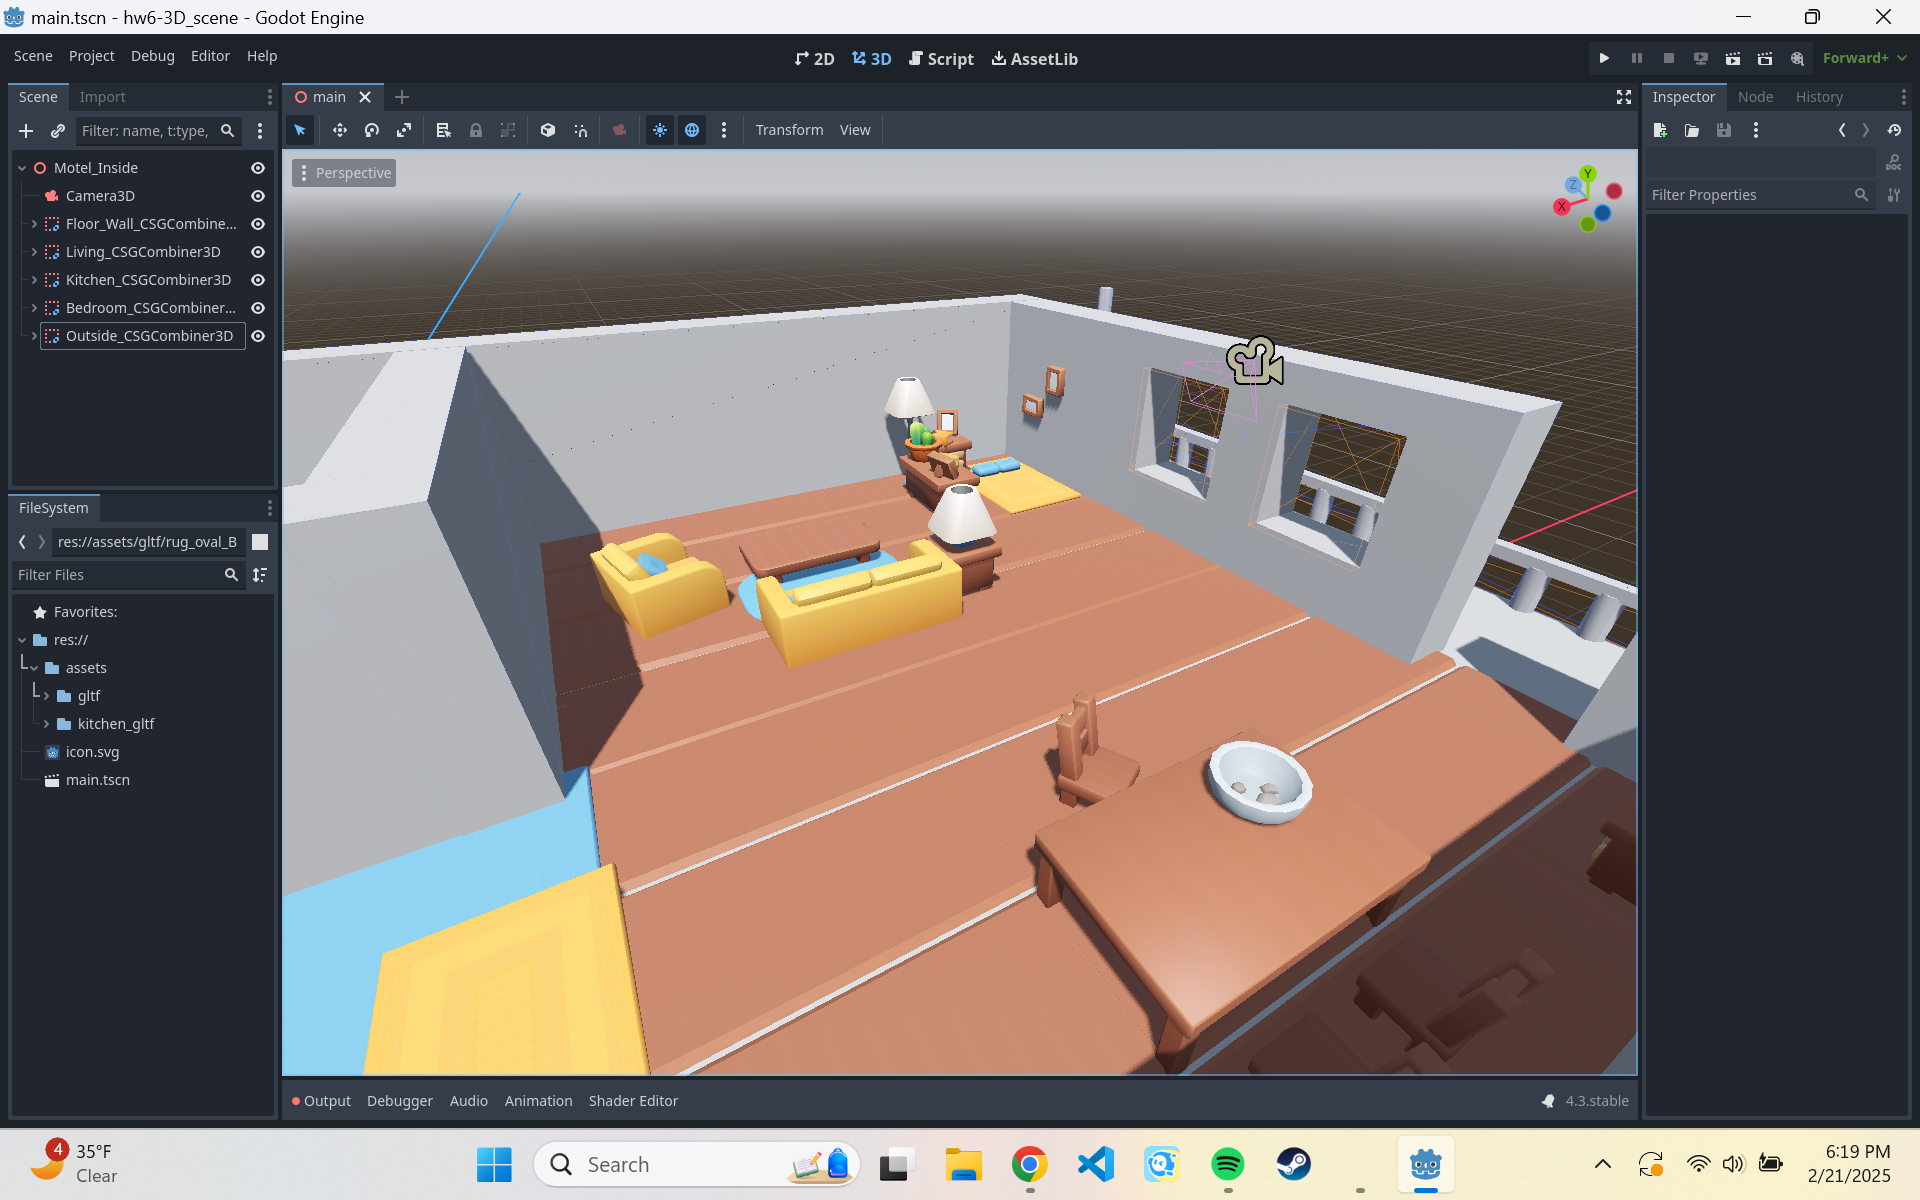 main.tscn - hw6-3D_scene - Godot Engine
Scene Project Debug Editor Help
2D 3D Script AssetLib
Forward+
Scene Import
main
Inspector Node History
Filter: name, t:type,
Transform View
Motel_Inside
Camera3D
Floor_Wall_CSGCombine...
Living_CSGCombiner3D
Kitchen_CSGCombiner3D
Bedroom_CSGCombiner...
Outside_CSGCombiner3D
Perspective
Y
Z
X
DOC
Filter Properties
FileSystem
res://assets/gltf/rug_oval_B
Filter Files
Favorites:
res://
assets
gltf
kitchen_gltf
icon.svg
main.tscn
Output Debugger Audio Animation Shader Editor
4.3.stable
4
35°F
Clear
Search
6:19 PM
2/21/2025